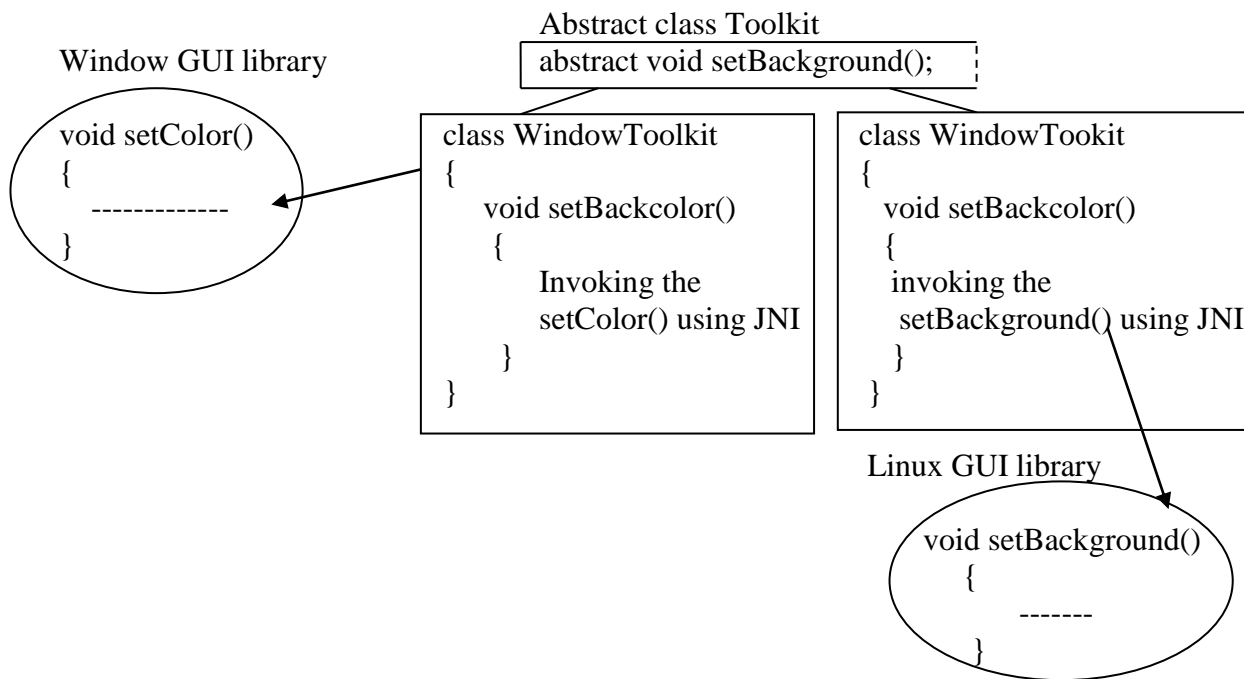 Abstract class Toolkit
abstract void setBackground();
Window GUI library
void setColor()
{
-------------
}
class WindowToolkit
{
void setBackcolor()
{
Invoking the
setColor() using JNI
}
}
class WindowTookit
{
void setBackcolor()
{
invoking the
setBackground() using JNI
}
}
Linux GUI library
void setBackground()
{
-------
}